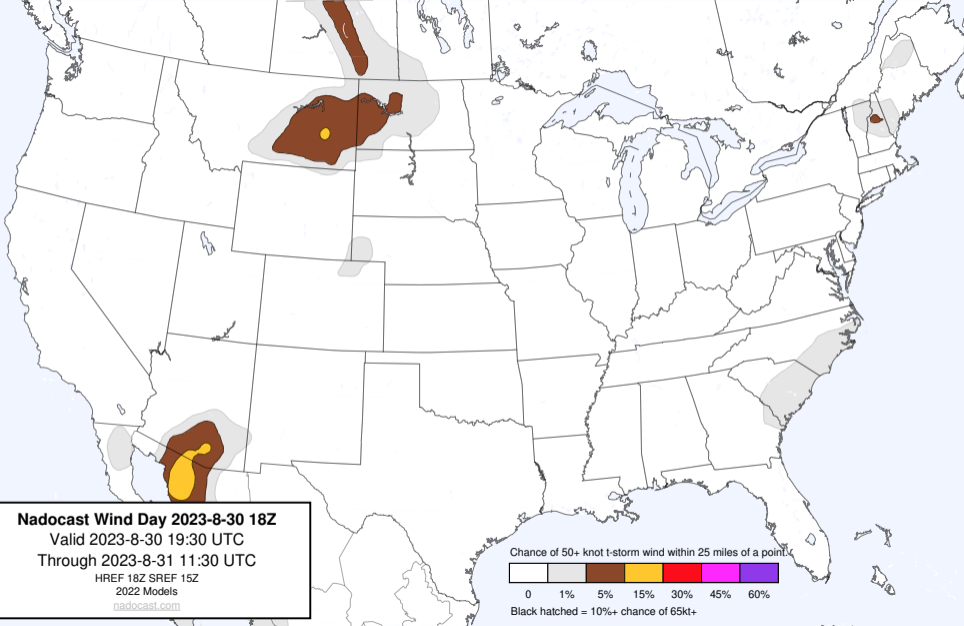 Nadocast Wind Day 2023-8-30 18Z
Valid 2023-8-30 19:30 UTC
Through 2023-8-31 11:30 UTC
HREF 18Z SREF 15Z
2022 Models
nadocast.com
Chance of 50+ knot t-storm wind within 25 miles of a point.
0 1% 5% 15% 30% 45% 60%
Black hatched = 10%+ chance of 65kt+